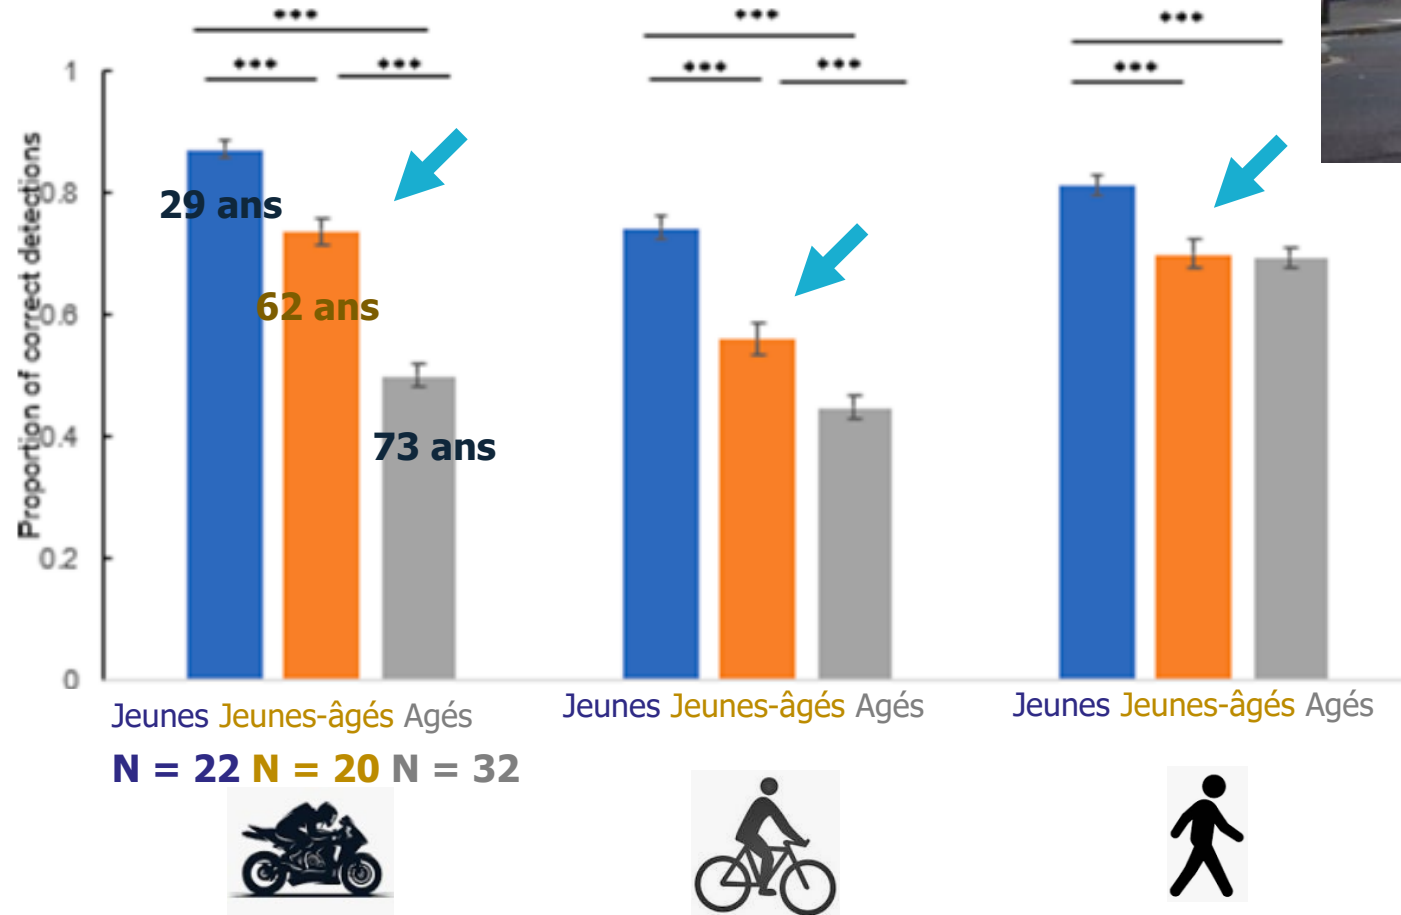 *** *** ***
*** *** *** *** ***
Proportion of correct detections
1
0.8
0.6
0.4
0.2
0
29 ans
62 ans
73 ans
Jeunes Jeunes-âgés Agés
N = 22 N = 20 N = 32
Jeunes Jeunes-âgés Agés
Jeunes Jeunes-âgés Agés